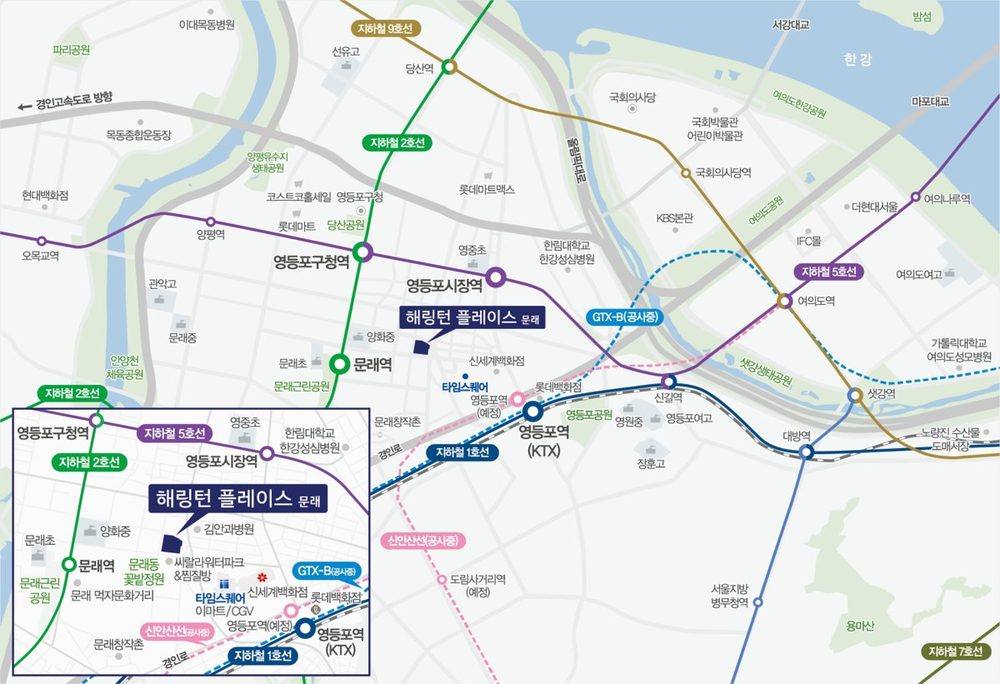 이대목동병원
지하철 9호선
서강대교
밤섬
파리공원
선유고
당산역
한강
경인고속도로 방향
국회의사당
여의도한강공원
마포대교
목동종합운동장
지하철 2호선
올림픽대로
국회박물관
어린이박물관
양평유수지
생태공원
국회의사당역
현대백화점
코스트코홀세일
영등포구청
롯데마트맥스
여의도공원
여의나루역
더현대서울
양평역
롯데마트
당산공원
KBS본관
IFC몰
오목교역
영등포구청역
영중초
한림대학교
한강성심병원
지하철 5호선
여의도여고
관악고
영등포시장역
여의도역
해링턴 플레이스 문래
GTX-B(공사중)
문래중
양화중
가톨릭대학교
여의도성모병원
안양천
체육공원
문래초
문래역
신세계백화점
샛강생태공원
문래근린공원
타임스퀘어
롯데백화점
신길역
샛강역
지하철 2호선
영등포역
(예정)
문래창작촌
영등포역
(KTX)
영등포공원
영원중
영등포여고
대방역
노량진 수산물
도매시장
경인로
지하철 1호선
장훈고
신안산선(공사중)
도림사거리역
(예정)
서울지방
병무청역
용마산
지하철 7호선
영등포구청역
지하철 5호선
영중초
한림대학교
한강성심병원
지하철 2호선
영등포시장역
해링턴 플레이스 문래
문래초
양화중
김안과병원
문래역
문래동
꽃밭정원
씨랄라워터파크
&찜질방
문래근린
공원
문래 먹자문화거리
GTX-B(공사중)
타임스퀘어
이마트/CGV
신세계백화점
롯데백화점
신안산선(공사중)
영등포역(예정)
영등포역
(KTX)
문래창작촌
경인로
지하철 1호선